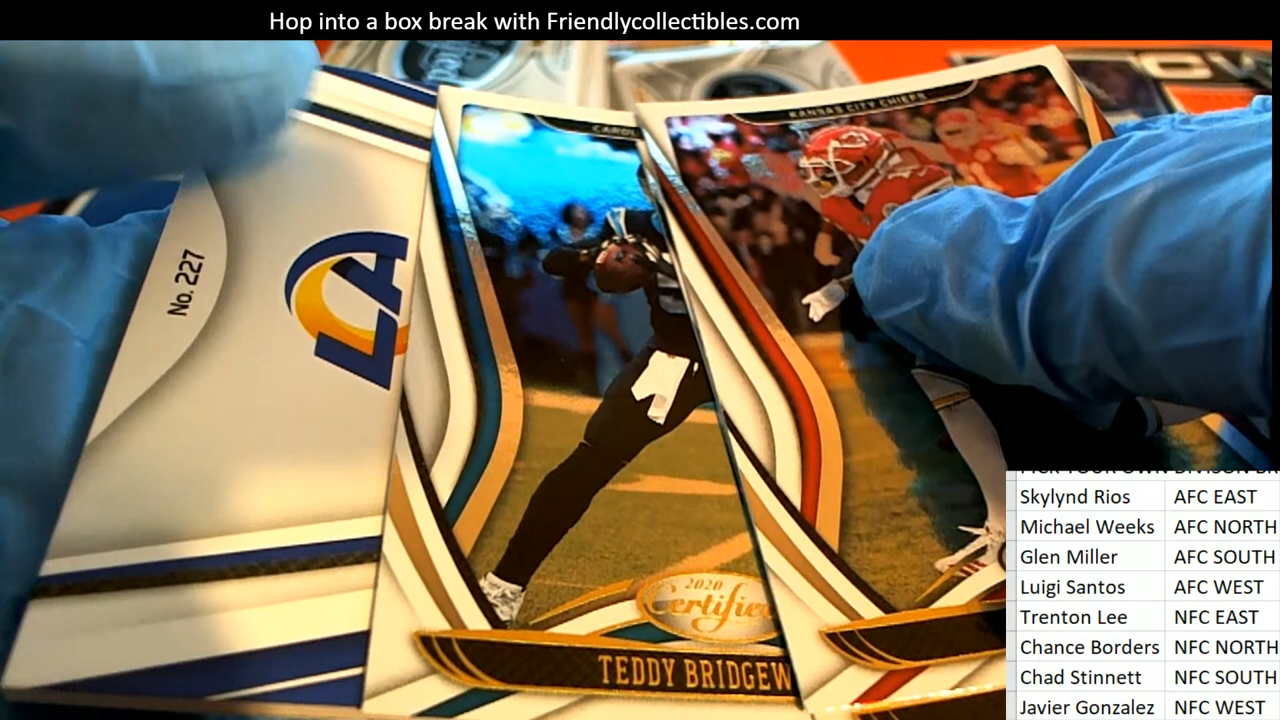 Hop into a box break with Friendlycollectibles.com
No. 227
LA
CAROL
KANSAS CITY CHIEFS
2020
Certified
TEDDY BRIDGEW
Skylynd Rios AFC EAST
Michael Weeks AFC NORTH
Glen Miller AFC SOUTH
Luigi Santos AFC WEST
Trenton Lee NFC EAST
Chance Borders NFC NORTH
Chad Stinnett NFC SOUTH
Javier Gonzalez NFC WEST